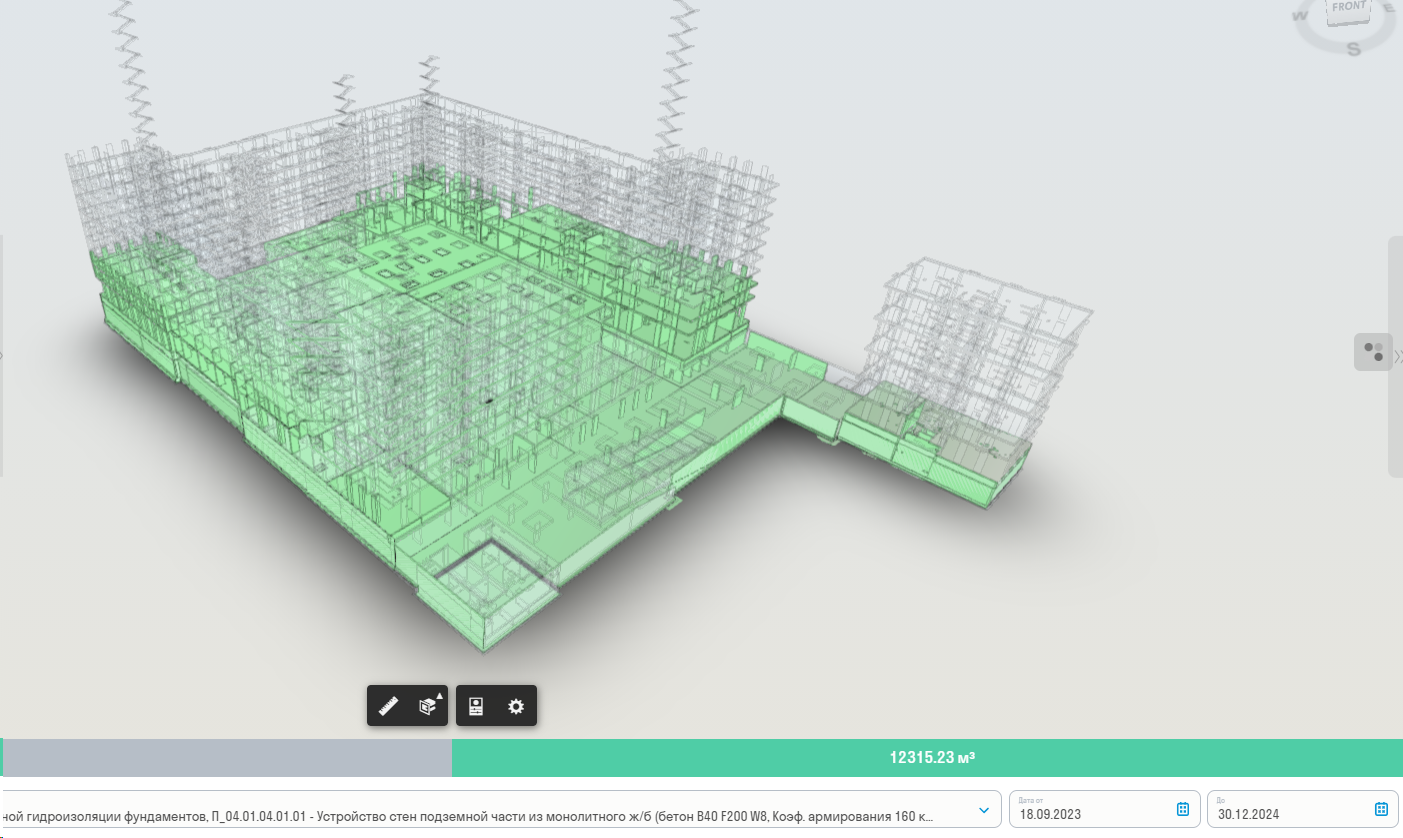 FRONT
W
E
S
12315.23 м³
ной гидроизоляции фундаментов, П_04.01.04.01.01 - Устройство стен подземной части из монолитного ж/б (бетон B40 F200 W8, Коэф. армирования 160 к...
Дата от
18.09.2023
До
30.12.2024